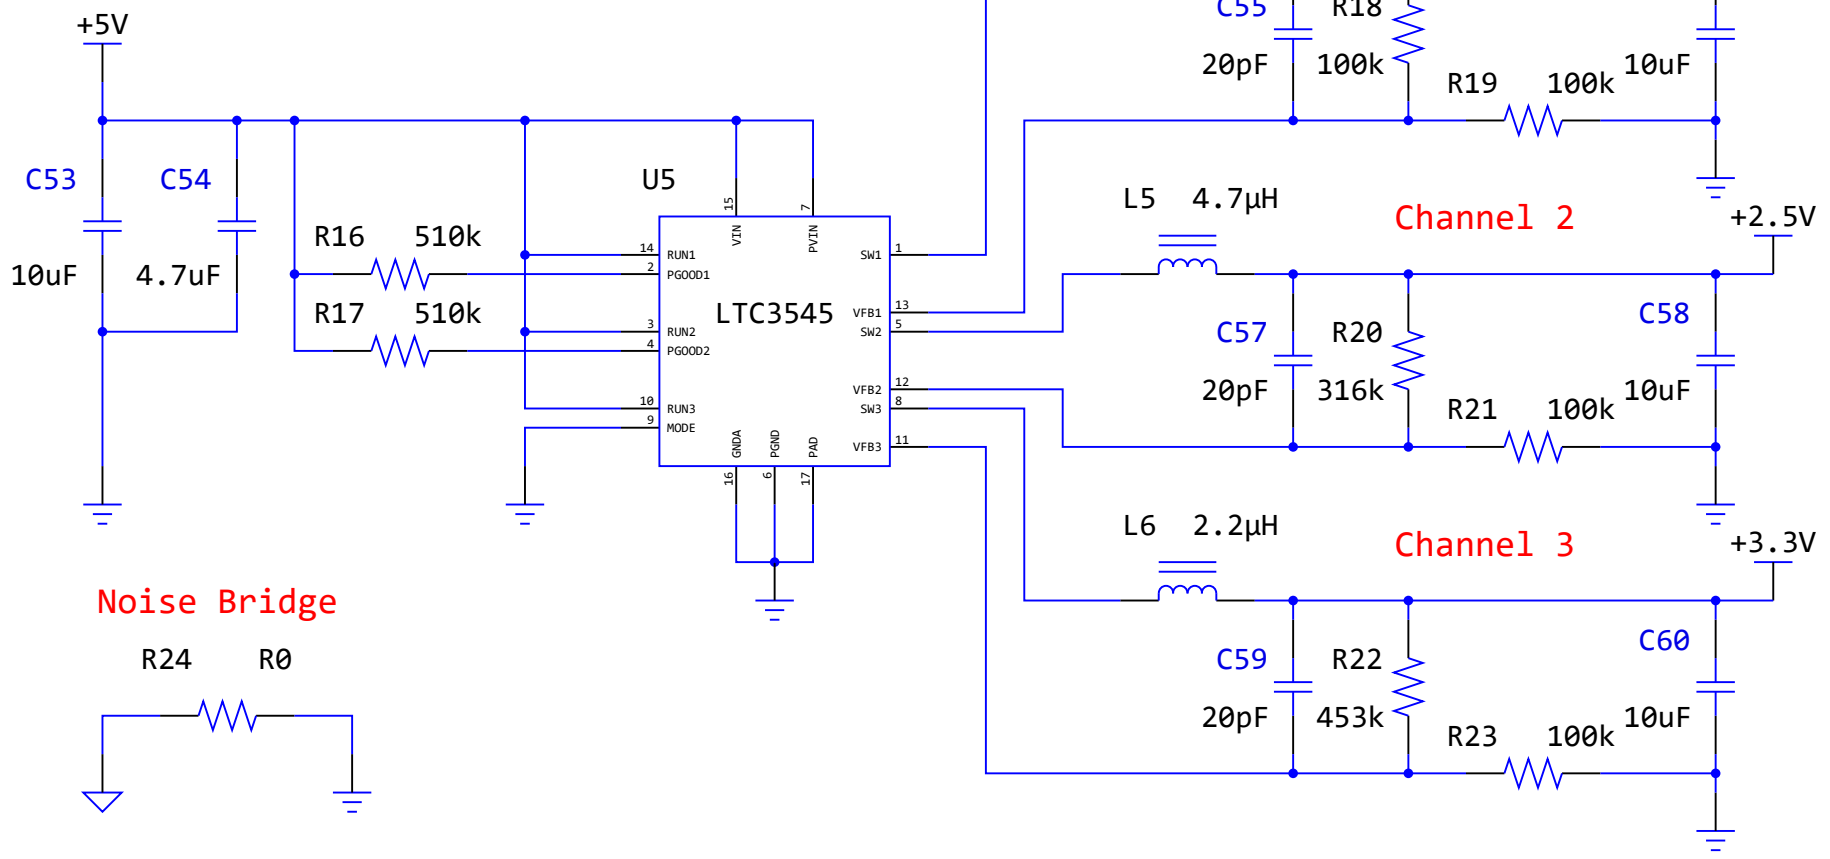 +5V
C55 R18
20pF 100k
R19 100k 10uF
C53 C54
10uF 4.7uF
R16 510k
R17 510k
U5
LTC3545
15 7
VIN PVIN
14 RUN1
2 PGOOD1
3 RUN2
4 PGOOD2
10 RUN3
9 MODE
SW1 1
VFB1 13
SW2 5
VFB2 12
SW3 8
VFB3 11
GNDA PGND PAD
16 6 17
L5 4.7µH
Channel 2
+2.5V
C57 R20 C58
20pF 316k
R21 100k 10uF
L6 2.2µH
Channel 3
+3.3V
C59 R22 C60
20pF 453k
R23 100k 10uF
Noise Bridge
R24 R0